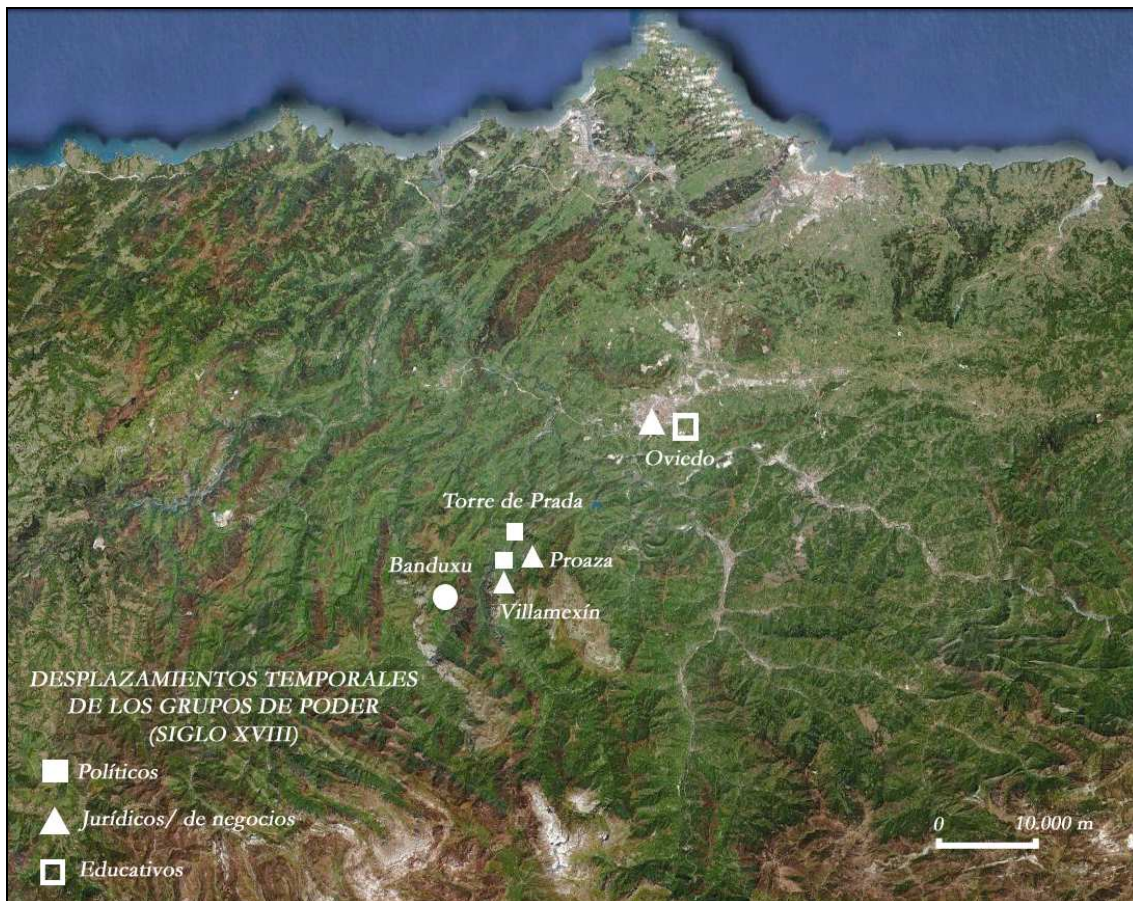 Oviedo
Torre de Prada
Banduxu
Proaza
Villamexín
DESPLAZAMIENTOS TEMPORALES
DE LOS GRUPOS DE PODER
(SIGLO XVIII)
Políticos
Jurídicos/ de negocios
Educativos
0
10.000 m